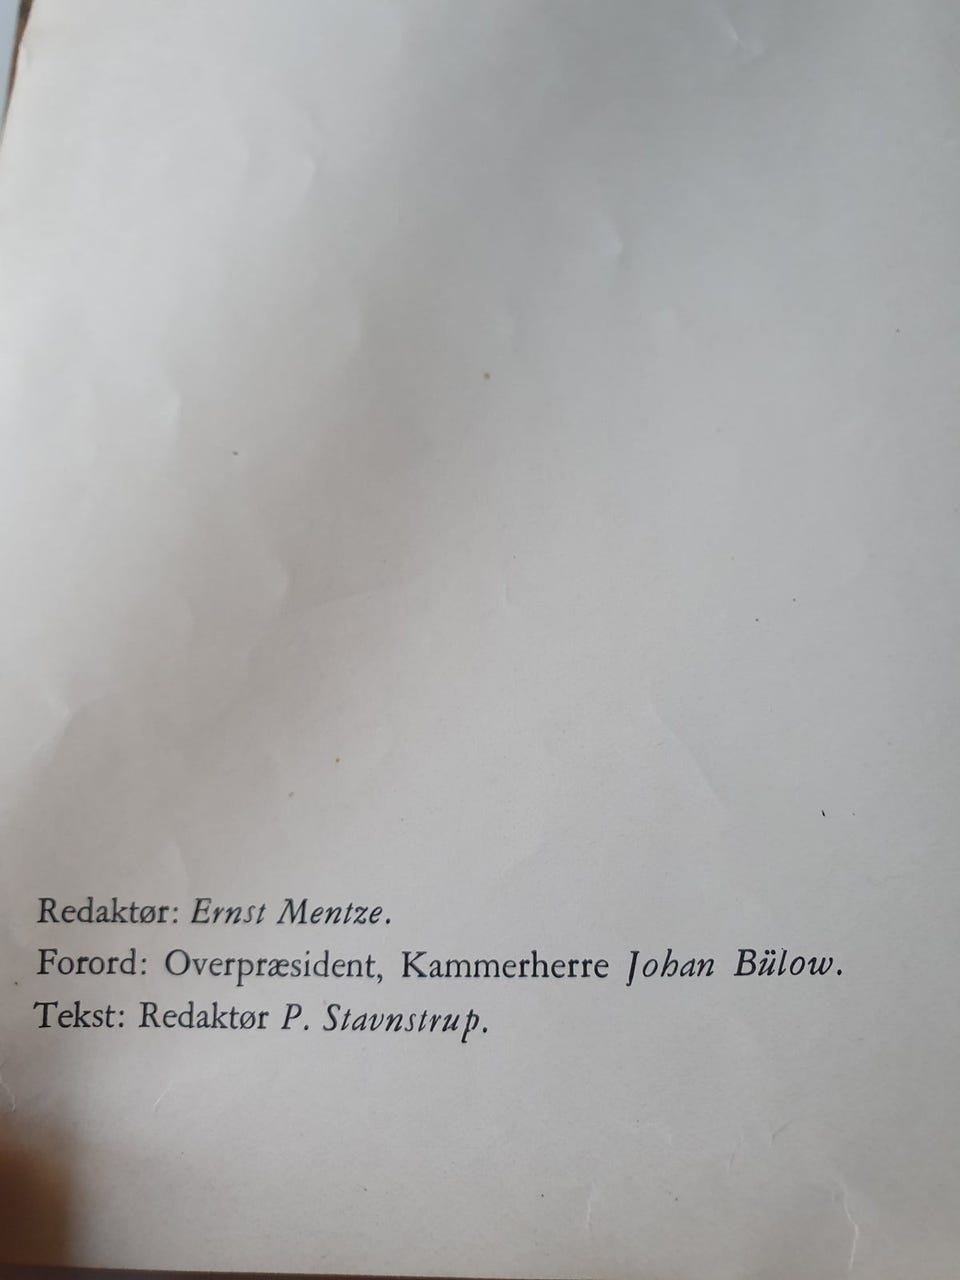 Redaktør: Ernst Mentze.
Forord: Overpræsident, Kammerherre Johan Bülow.
Tekst: Redaktør P. Stavnstrup.